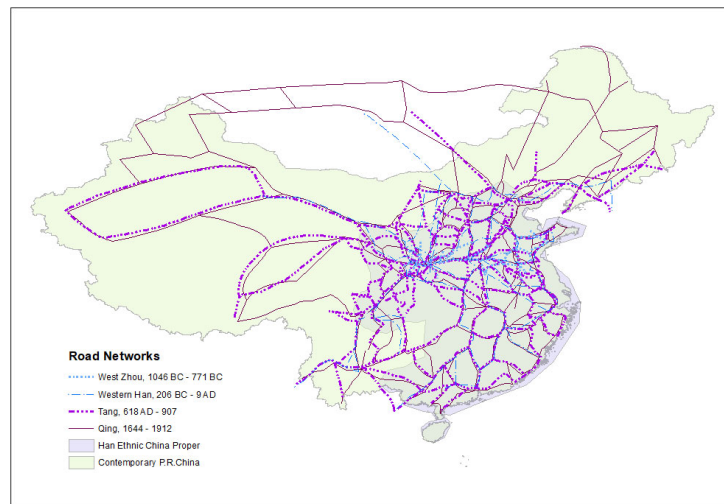 Road Networks
West Zhou, 1046 BC - 771 BC
Western Han, 206 BC - 9 AD
Tang, 618 AD - 907
Qing, 1644 - 1912
Han Ethnic China Proper
Contemporary P.R.China